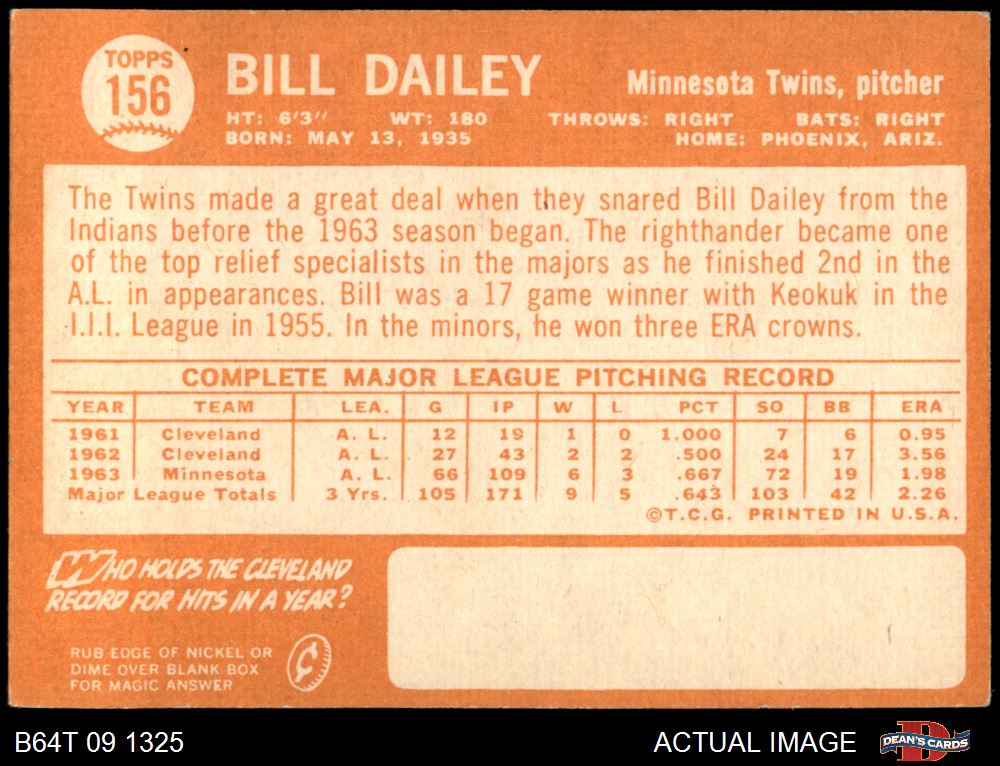 TOPPS
156
BILL DAILEY
Minnesota Twins, pitcher
HT: 6'3" WT: 180 THROWS: RIGHT BATS: RIGHT
BORN: MAY 13, 1935 HOME: PHOENIX, ARIZ.
The Twins made a great deal when they snared Bill Dailey from the
Indians before the 1963 season began. The righthander became one
of the top relief specialists in the majors as he finished 2nd in the
A.L. in appearances. Bill was a 17 game winner with Keokuk in the
I.I.I. League in 1955. In the minors, he won three ERA crowns.
COMPLETE MAJOR LEAGUE PITCHING RECORD
YEAR TEAM LEA. G IP W L PCT SO BB ERA
1961 Cleveland A. L. 12 19 1 0 1.000 7 6 0.95
1962 Cleveland A. L. 27 43 2 2 .500 24 17 3.56
1963 Minnesota A. L. 66 109 6 3 .667 72 19 1.98
Major League Totals 3 Yrs. 105 171 9 5 .643 103 42 2.26
©T.C.G. PRINTED IN U.S.A.
WHO HOLDS THE CLEVELAND
RECORD FOR HITS IN A YEAR?
RUB EDGE OF NICKEL OR
DIME OVER BLANK BOX
FOR MAGIC ANSWER
¢
B64T 09 1325
ACTUAL IMAGE
D
DEAN'S CARDS